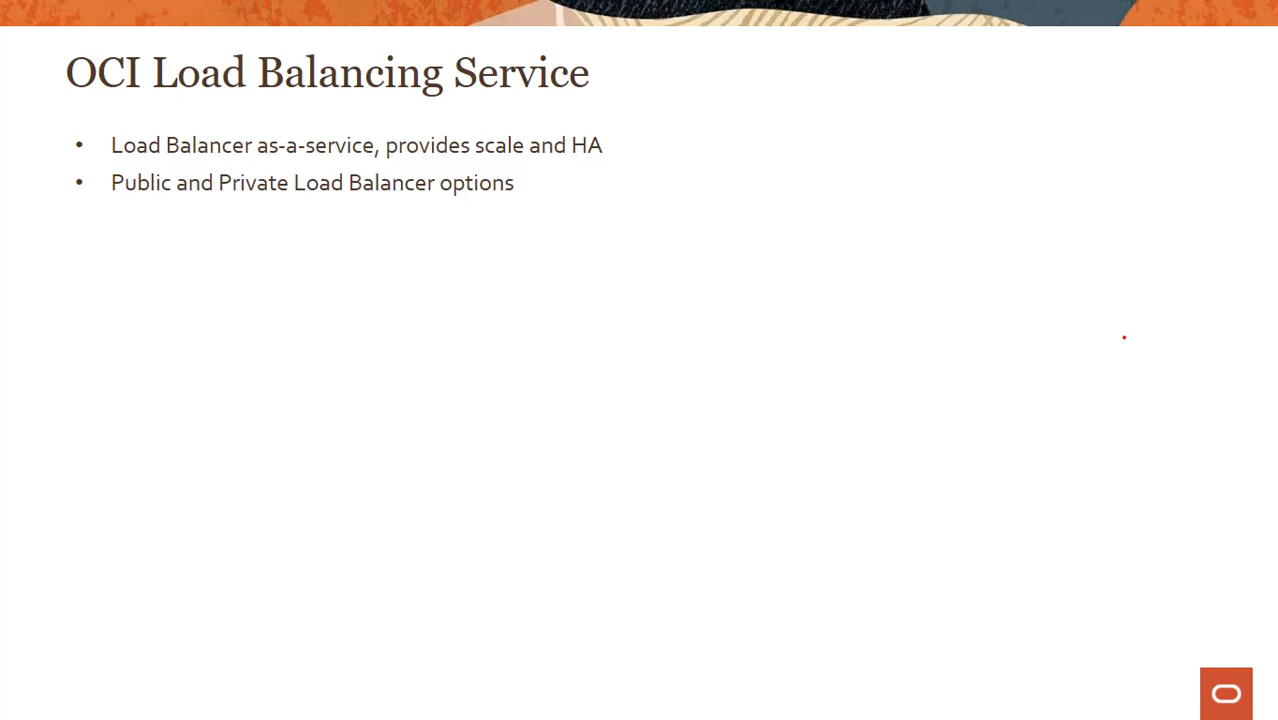 OCI Load Balancing Service
• Load Balancer as-a-service, provides scale and HA
• Public and Private Load Balancer options